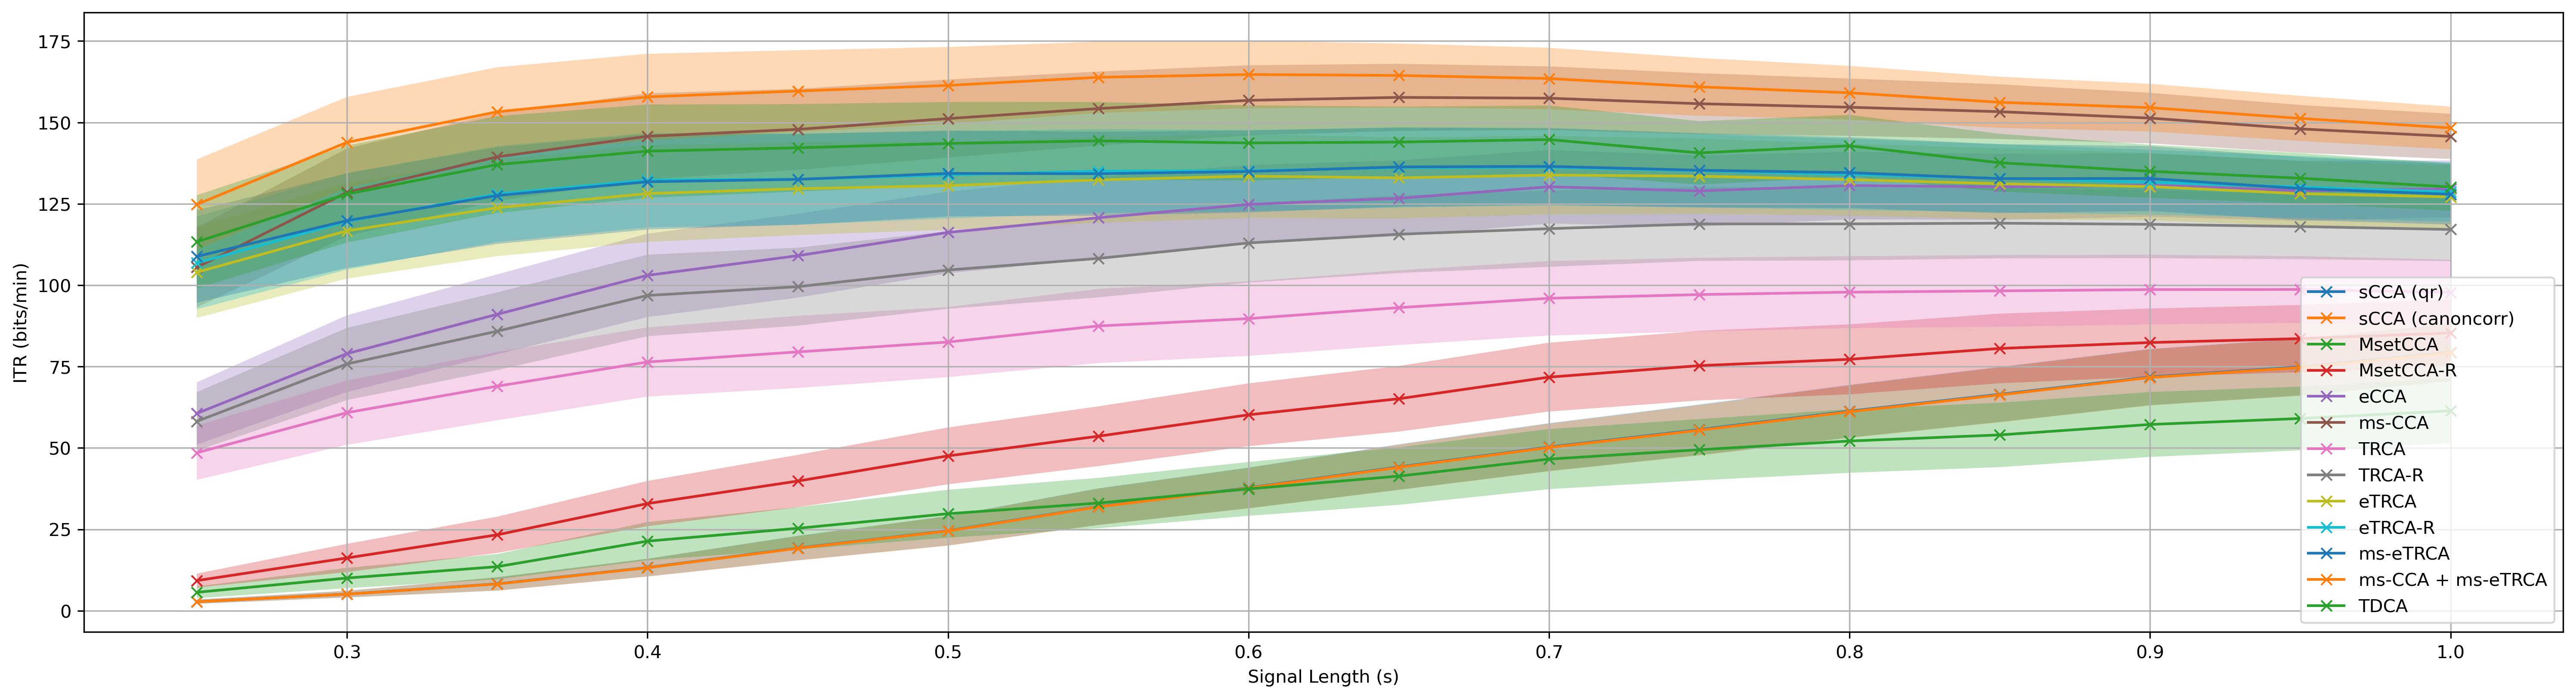 175
150
125
100
75
50
25
0
ITR (bits/min)
0.3
0.4
0.5
0.6
0.7
0.8
0.9
1.0
Signal Length (s)
sCCA (qr)
sCCA (canoncorr)
MsetCCA
MsetCCA-R
eCCA
ms-CCA
TRCA
TRCA-R
eTRCA
eTRCA-R
ms-eTRCA
ms-CCA + ms-eTRCA
TDCA